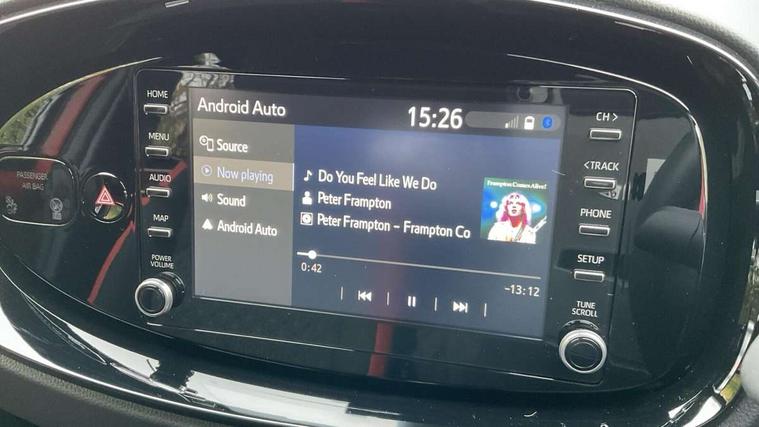 HOME
MENU
AUDIO
MAP
POWER
VOLUME
PASSENGER
AIR BAG
Android Auto
15:26
Source
Now playing
Sound
Android Auto
Do You Feel Like We Do
Peter Frampton
Peter Frampton – Frampton Co
Frampton Comes Alive!
0:42
-13:12
CH >
<TRACK
PHONE
SETUP
TUNE
SCROLL